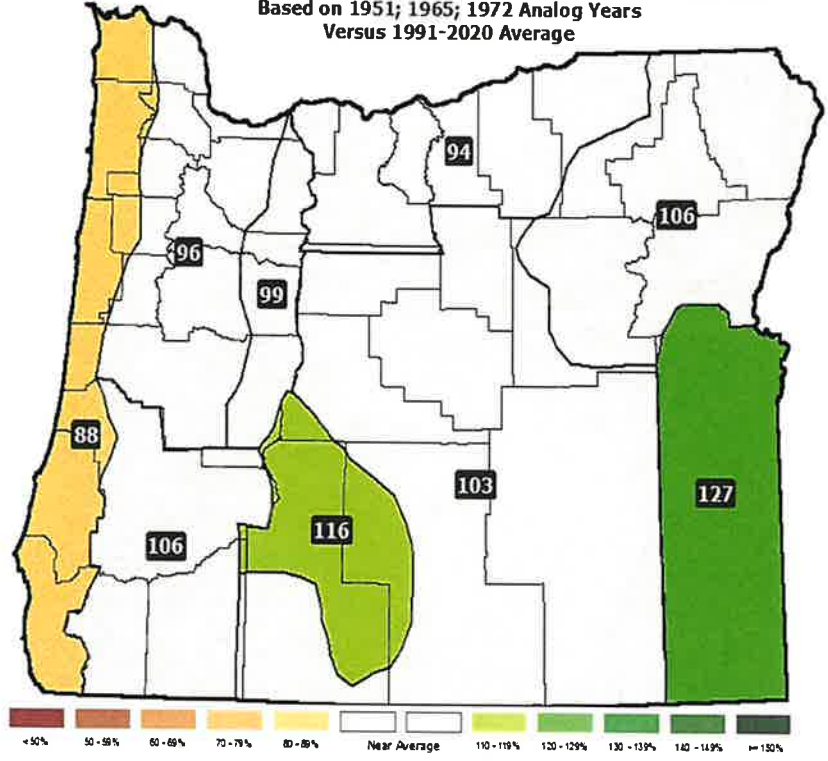 Based on 1951; 1965; 1972 Analog Years
Versus 1991-2020 Average
94
106
96
99
88
103
127
116
106
<50%
50 - 59%
60 - 69%
70 - 79%
80 - 89%
Near Average
110 - 119%
120 - 129%
130 - 139%
140 - 149%
>= 150%